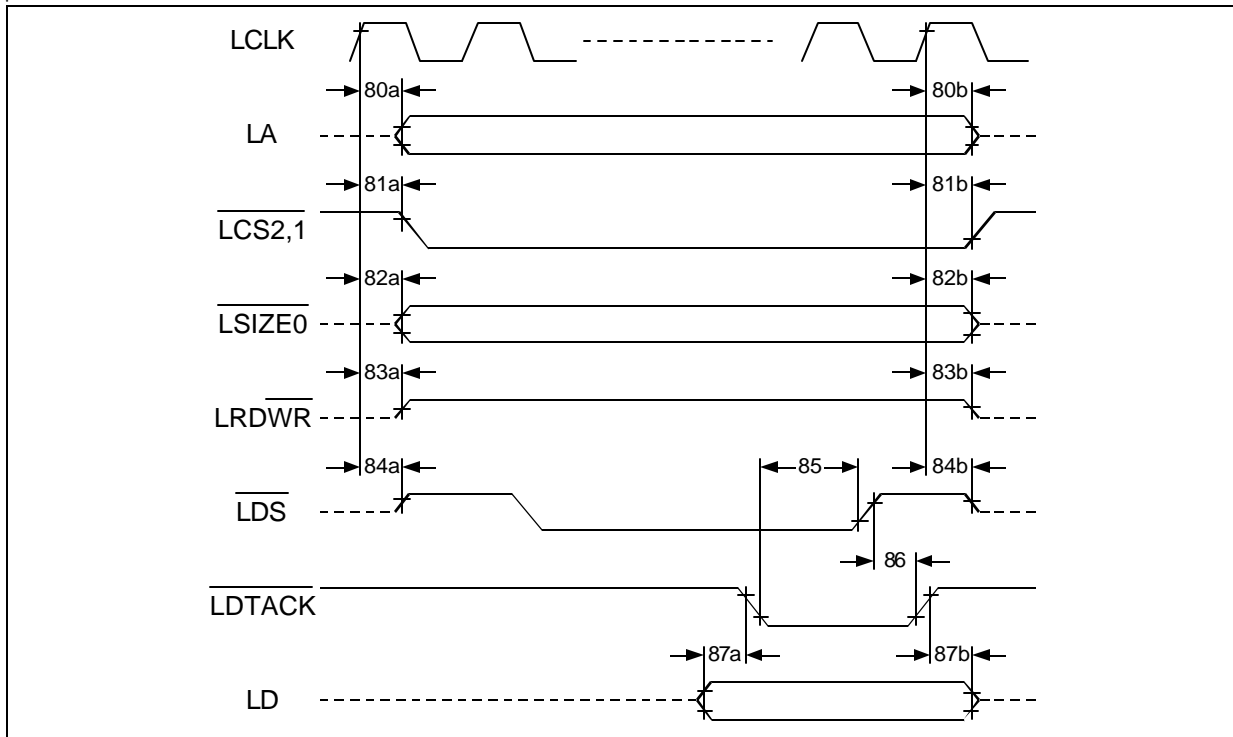 LCLK
80a 80b
LA
81a 81b
LCS2,1
82a 82b
LSIZE0
83a 83b
LRDWR
84a 85 84b
LDS
86
LDTACK
87a 87b
LD